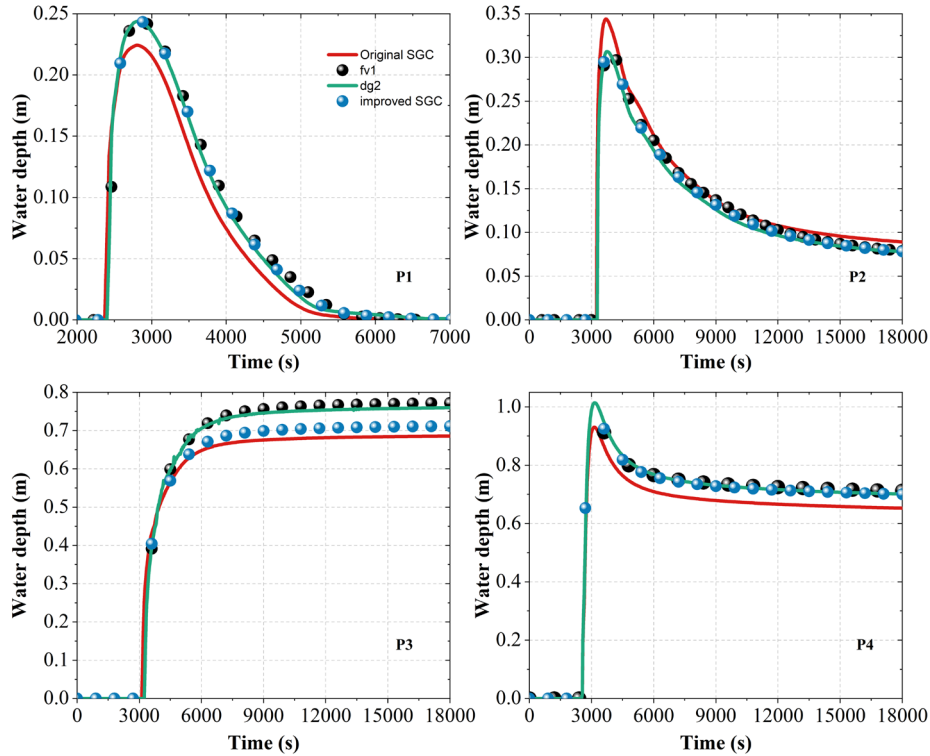 0.25
0.20
0.15
0.10
0.05
0.00
Water depth (m)
Original SGC
fv1
dg2
improved SGC
P1
2000 3000 4000 5000 6000 7000
Time (s)
0.35
0.30
0.25
0.20
0.15
0.10
0.05
0.00
Water depth (m)
P2
0 3000 6000 9000 12000 15000 18000
Time (s)
0.8
0.7
0.6
0.5
0.4
0.3
0.2
0.1
0.0
Water depth (m)
P3
0 3000 6000 9000 12000 15000 18000
Time (s)
1.0
0.8
0.6
0.4
0.2
0.0
Water depth (m)
P4
0 3000 6000 9000 12000 15000 18000
Time (s)